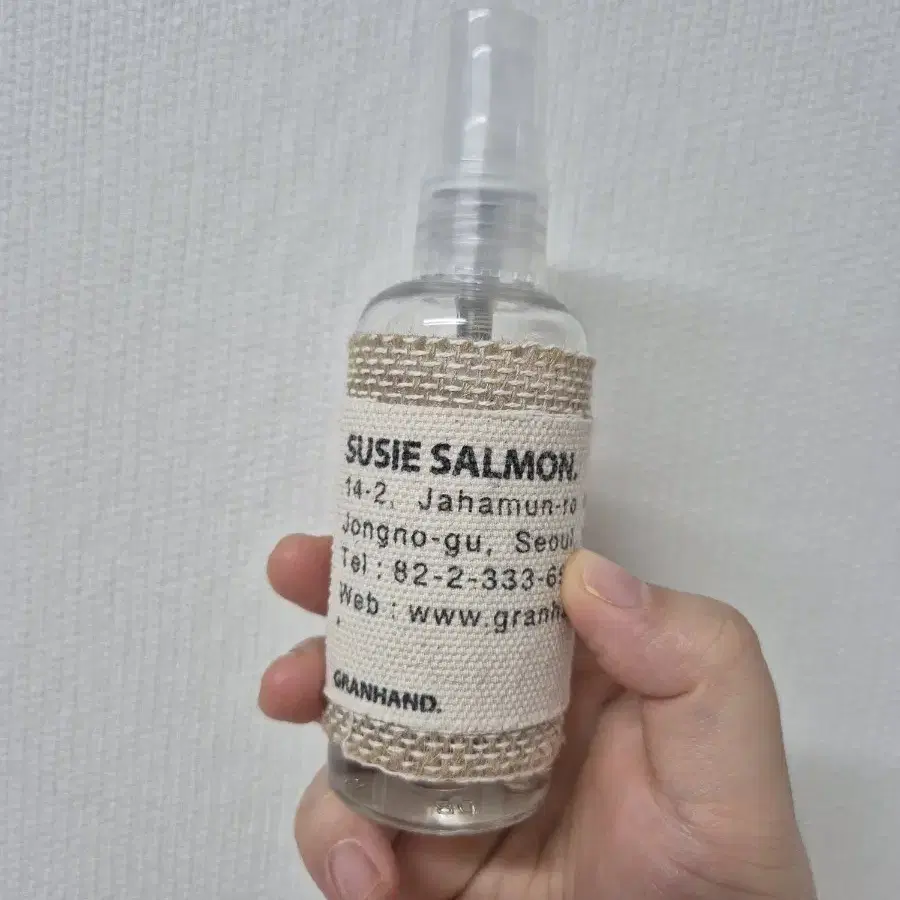 SUSIE SALMON.
14-2, Jahamun-ro
Jongno-gu, Seoul,
Tel : 82-2-333-6
Web : www.granh
GRANHAND.